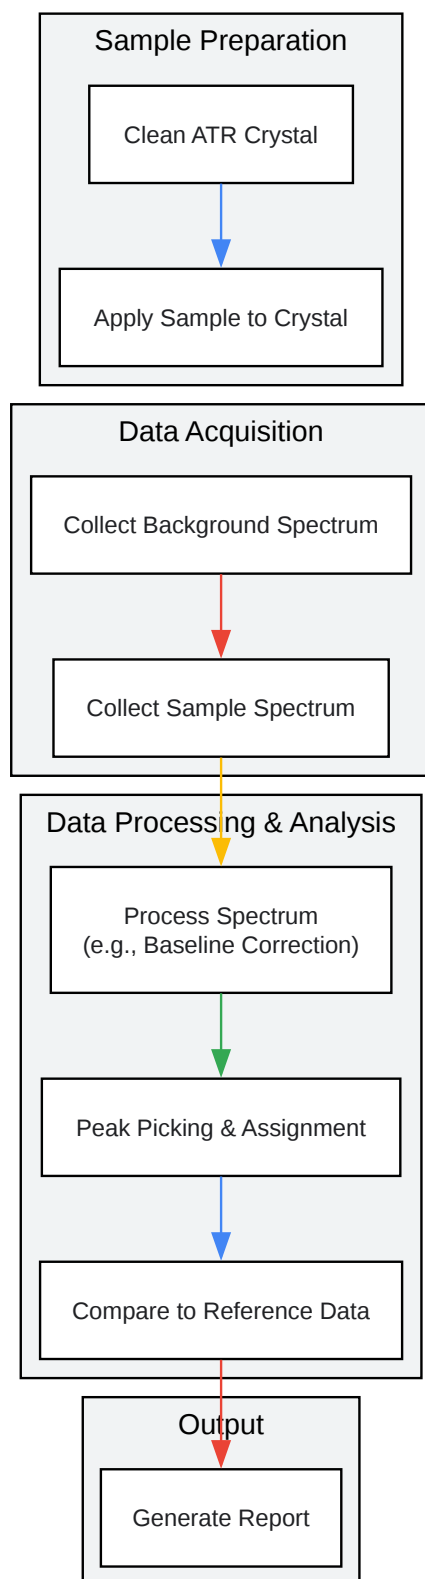 Sample Preparation
Clean ATR Crystal
Apply Sample to Crystal
Data Acquisition
Collect Background Spectrum
Collect Sample Spectrum
Data Processing & Analysis
Process Spectrum
(e.g., Baseline Correction)
Peak Picking & Assignment
Compare to Reference Data
Output
Generate Report